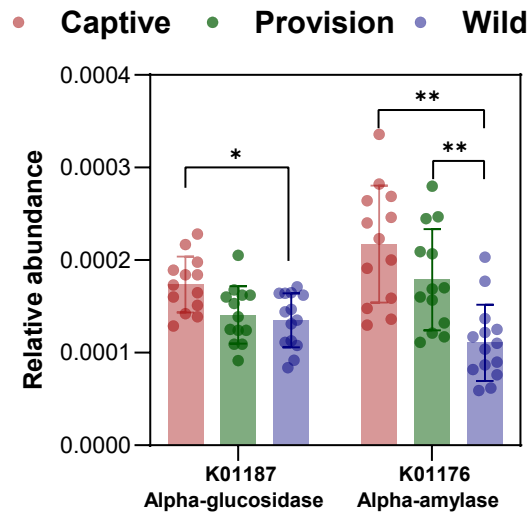 Captive Provision Wild
Relative abundance
0.0004
0.0003
0.0002
0.0001
0.0000
*
**
**
K01187
Alpha-glucosidase
K01176
Alpha-amylase